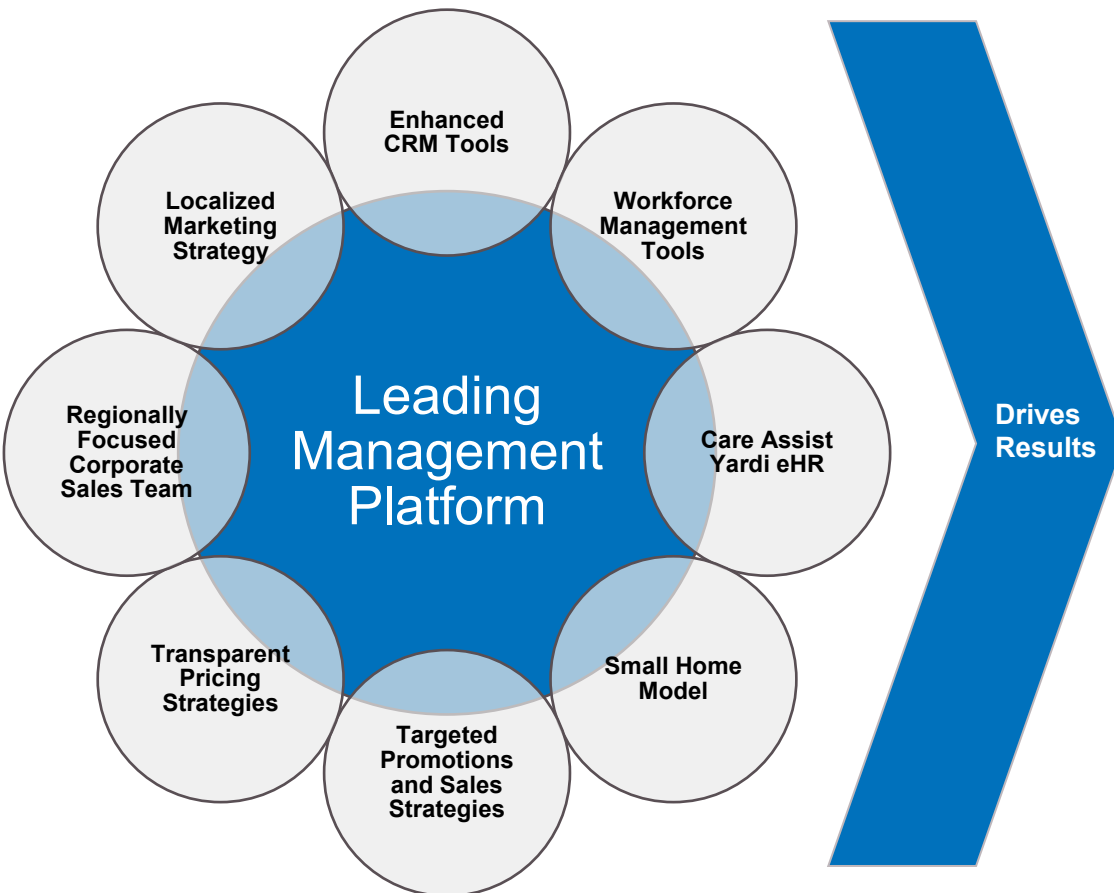 Enhanced
CRM Tools
Localized
Marketing
Strategy
Workforce
Management
Tools
Regionally
Focused
Corporate
Sales Team
Leading
Management
Platform
Care Assist
Yardi eHR
Drives
Results
Transparent
Pricing
Strategies
Small Home
Model
Targeted
Promotions
and Sales
Strategies